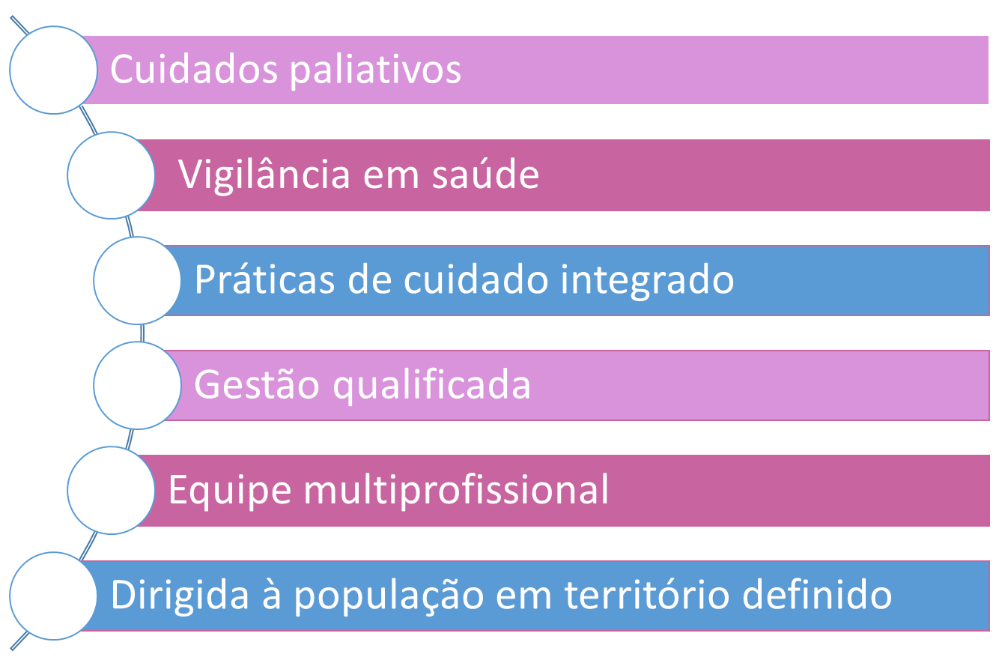 Cuidados paliativos
Vigilância em saúde
Práticas de cuidado integrado
Gestão qualificada
Equipe multiprofissional
Dirigida à população em território definido